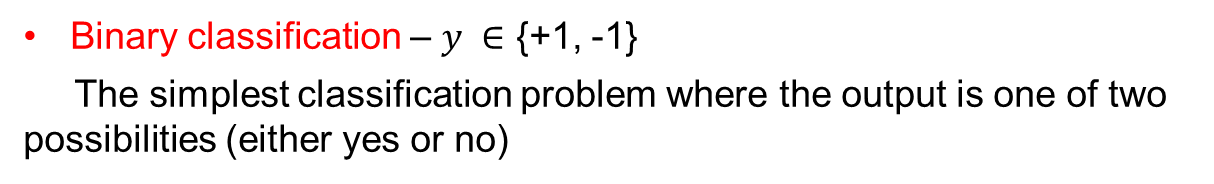 • Binary classification – y ∈ {+1, -1}
The simplest classification problem where the output is one of two
possibilities (either yes or no)